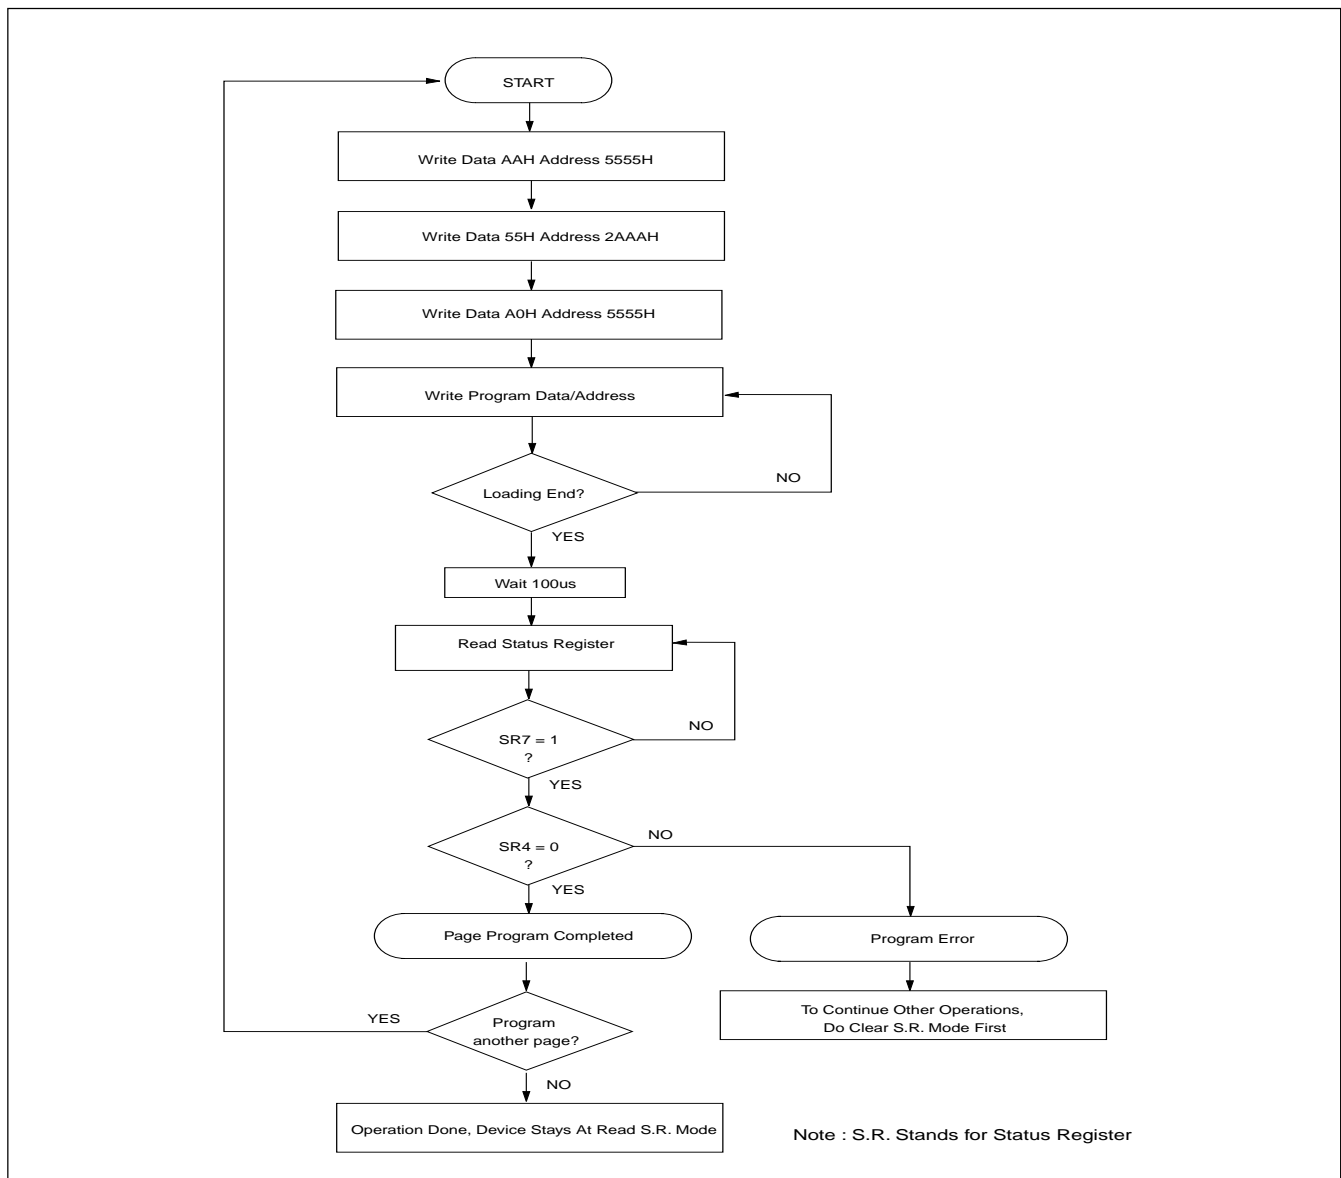 START
Write Data AAH Address 5555H
Write Data 55H Address 2AAAH
Write Data A0H Address 5555H
Write Program Data/Address
NO
Loading End?
YES
Wait 100us
Read Status Register
NO
SR7 = 1
?
YES
NO
SR4 = 0
?
YES
Page Program Completed
Program Error
To Continue Other Operations,
Do Clear S.R. Mode First
YES
Program
another page?
NO
Operation Done, Device Stays At Read S.R. Mode
Note : S.R. Stands for Status Register